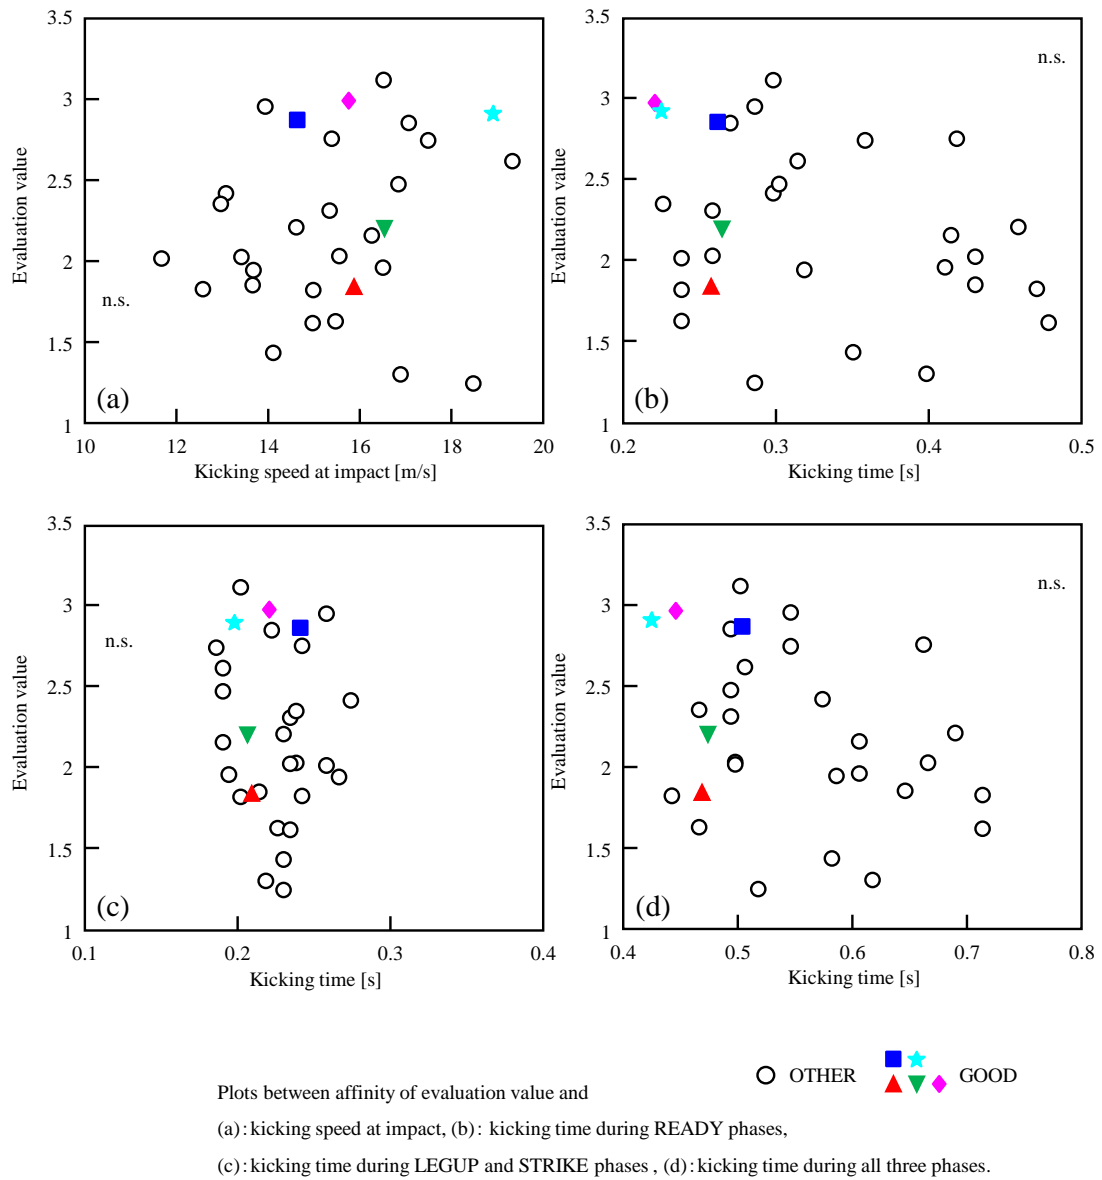 3.5
3
2.5
2
1.5
1
Evaluation value
n.s.
(a)
10
12
14
16
18
20
Kicking speed at impact [m/s]
3.5
3
2.5
2
1.5
1
Evaluation value
n.s.
(b)
0.2
0.3
0.4
0.5
Kicking time [s]
3.5
3
2.5
2
1.5
1
Evaluation value
n.s.
(c)
0.1
0.2
0.3
0.4
Kicking time [s]
3.5
3
2.5
2
1.5
1
Evaluation value
n.s.
(d)
0.4
0.5
0.6
0.7
0.8
Kicking time [s]
OTHER
GOOD
Plots between affinity of evaluation value and
(a): kicking speed at impact, (b): kicking time during READY phases,
(c): kicking time during LEGUP and STRIKE phases , (d): kicking time during all three phases.